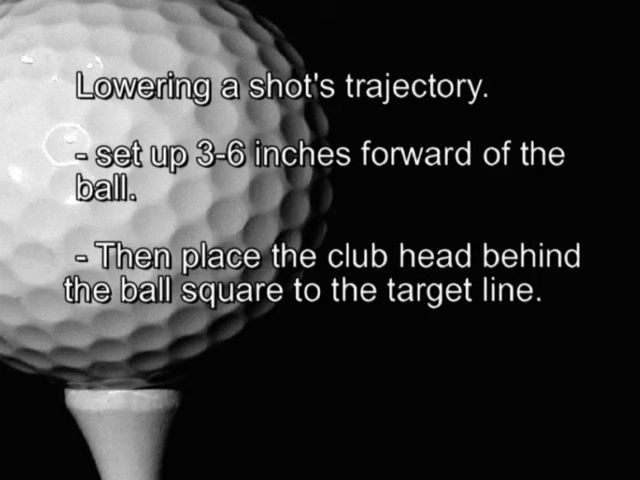 Lowering a shot's trajectory.
- set up 3-6 inches forward of the
ball.
- Then place the club head behind
the ball square to the target line.